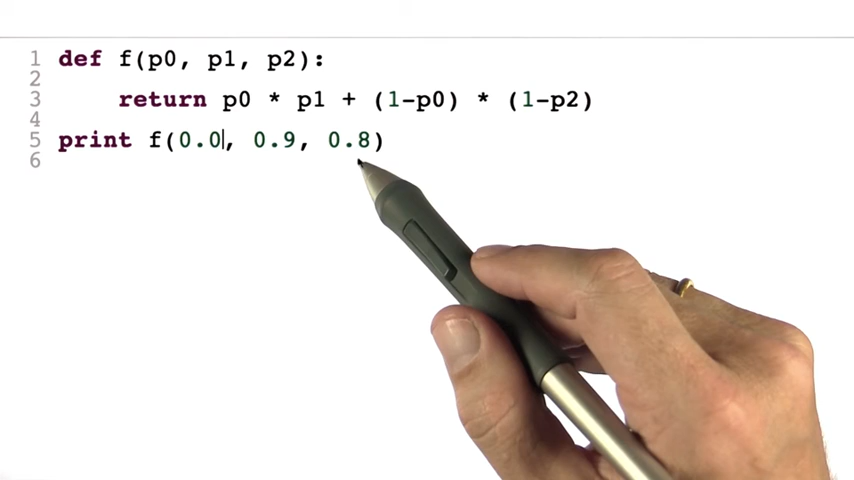 1 def f(p0, p1, p2):
2
3 return p0 * p1 + (1-p0) * (1-p2)
4
5 print f(0.0, 0.9, 0.8)
6